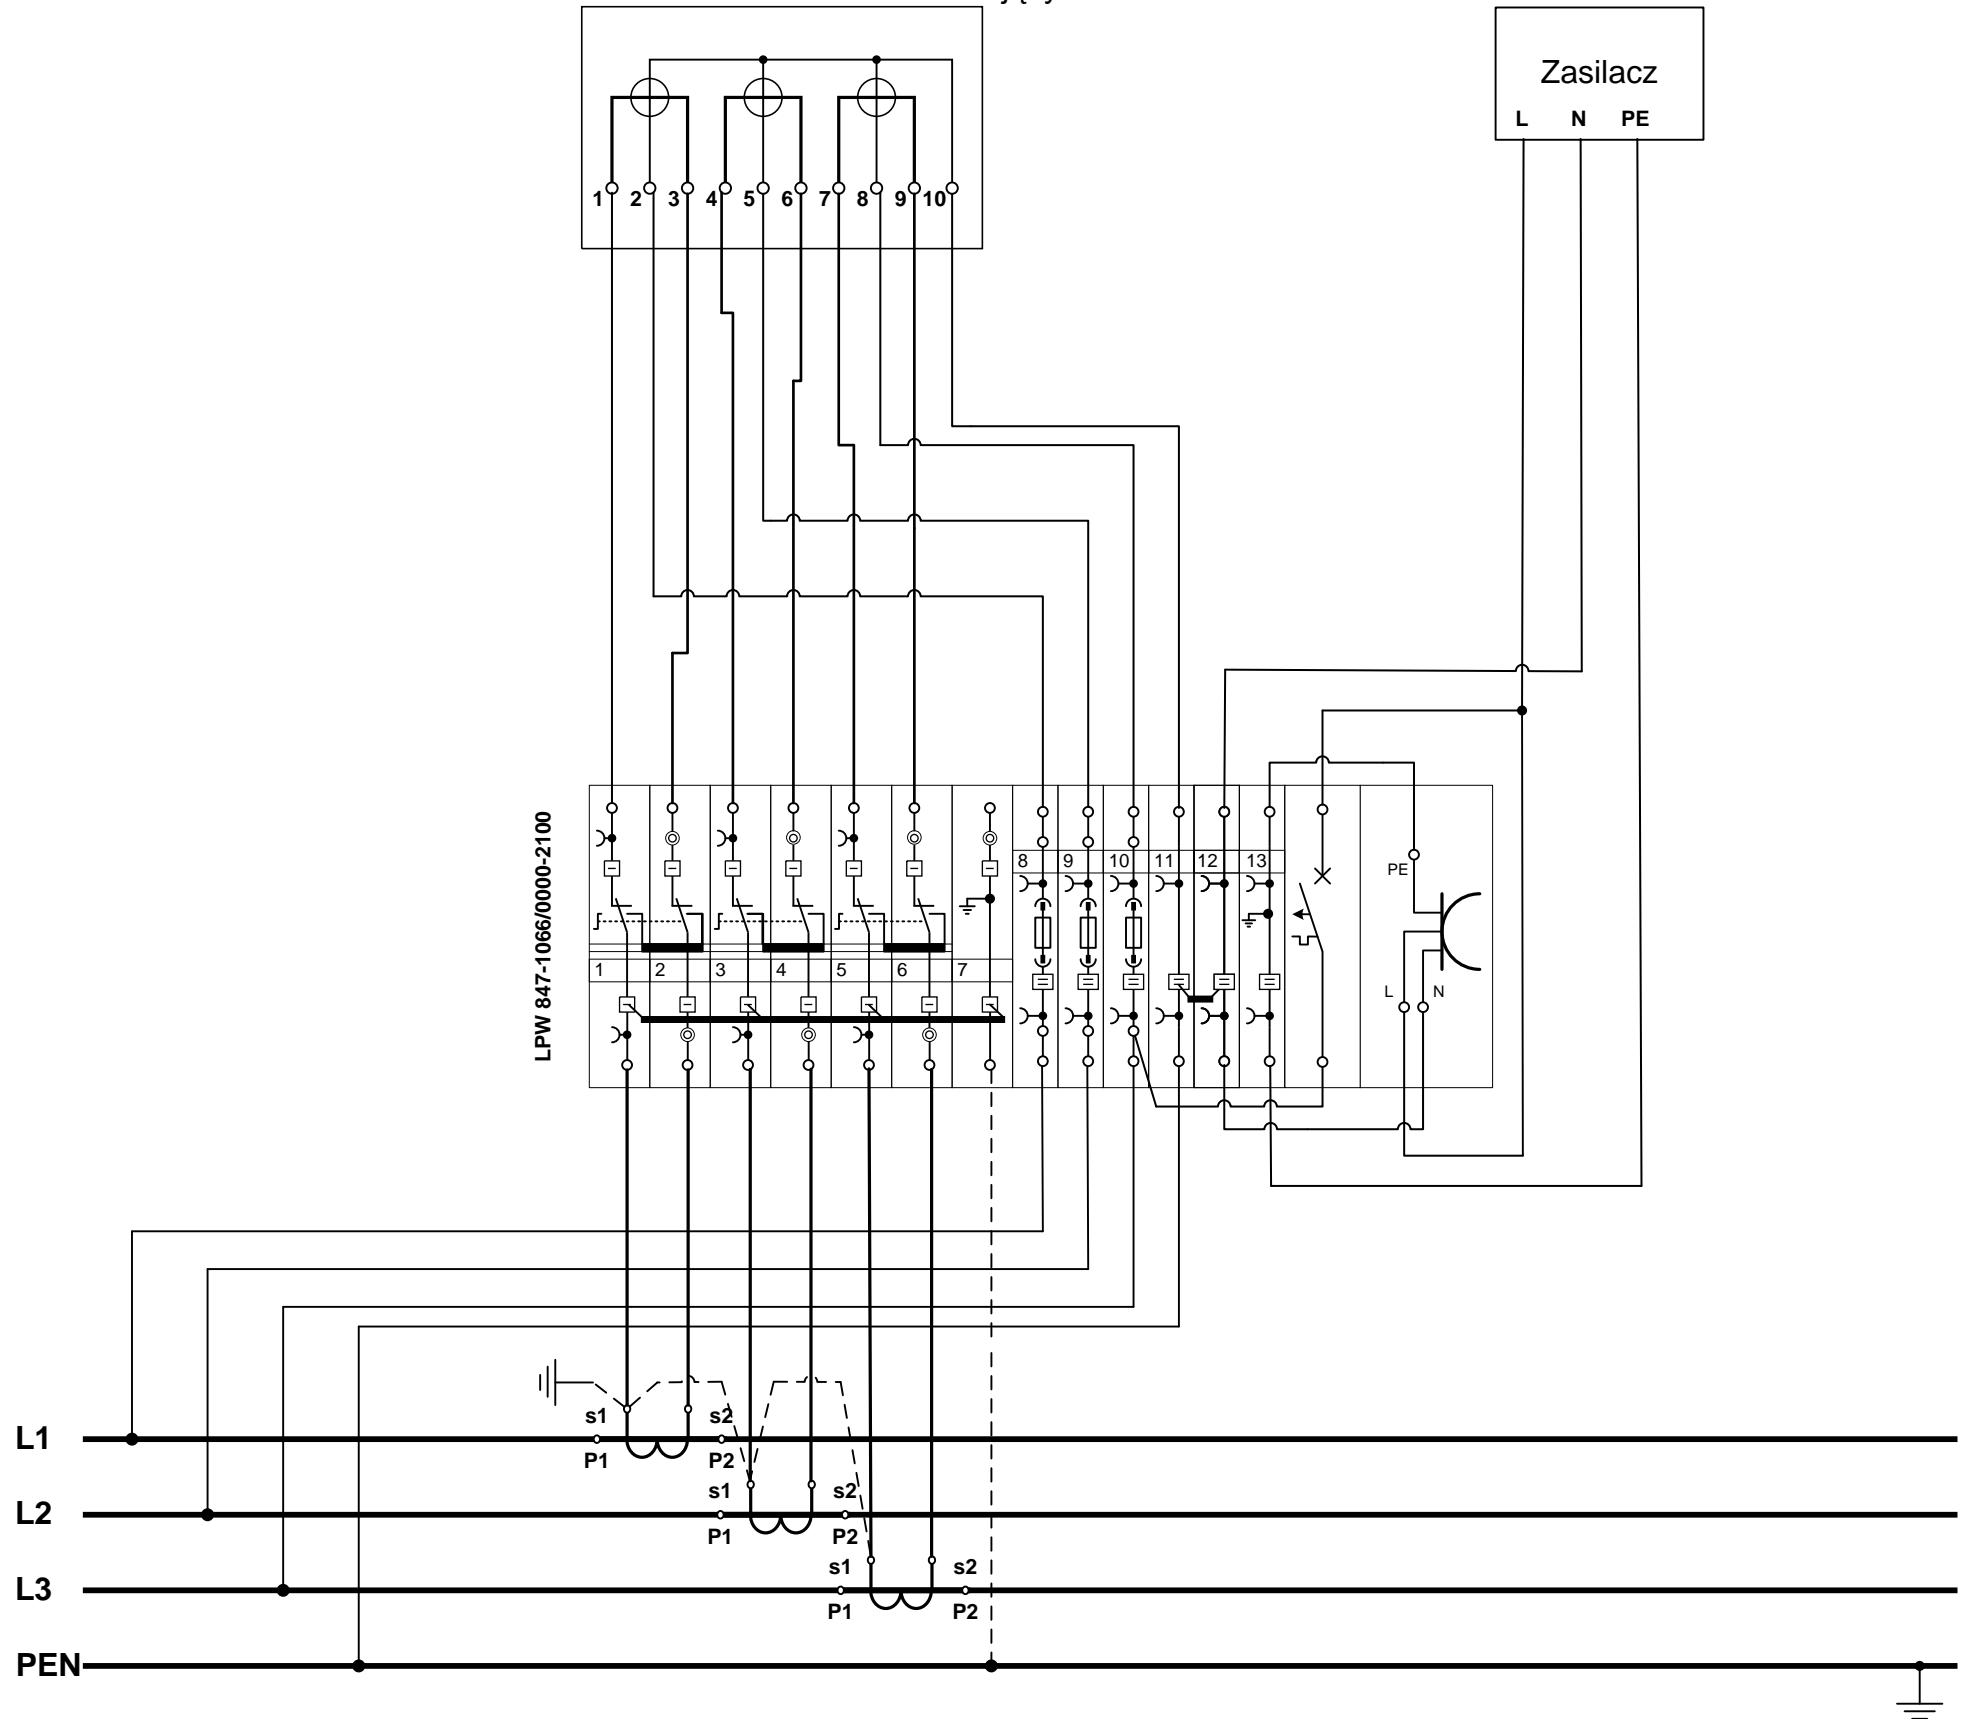 Zasilacz
L N PE
1 2 3 4 5 6 7 8 9 10
LPW 847-1066/0000-2100
8 9 10 11 12 13
PE
1 2 3 4 5 6 7
L N
s1 s2
L1
P1 P2
s1 s2
L2
P1 P2
s1 s2
L3
P1 P2
PEN